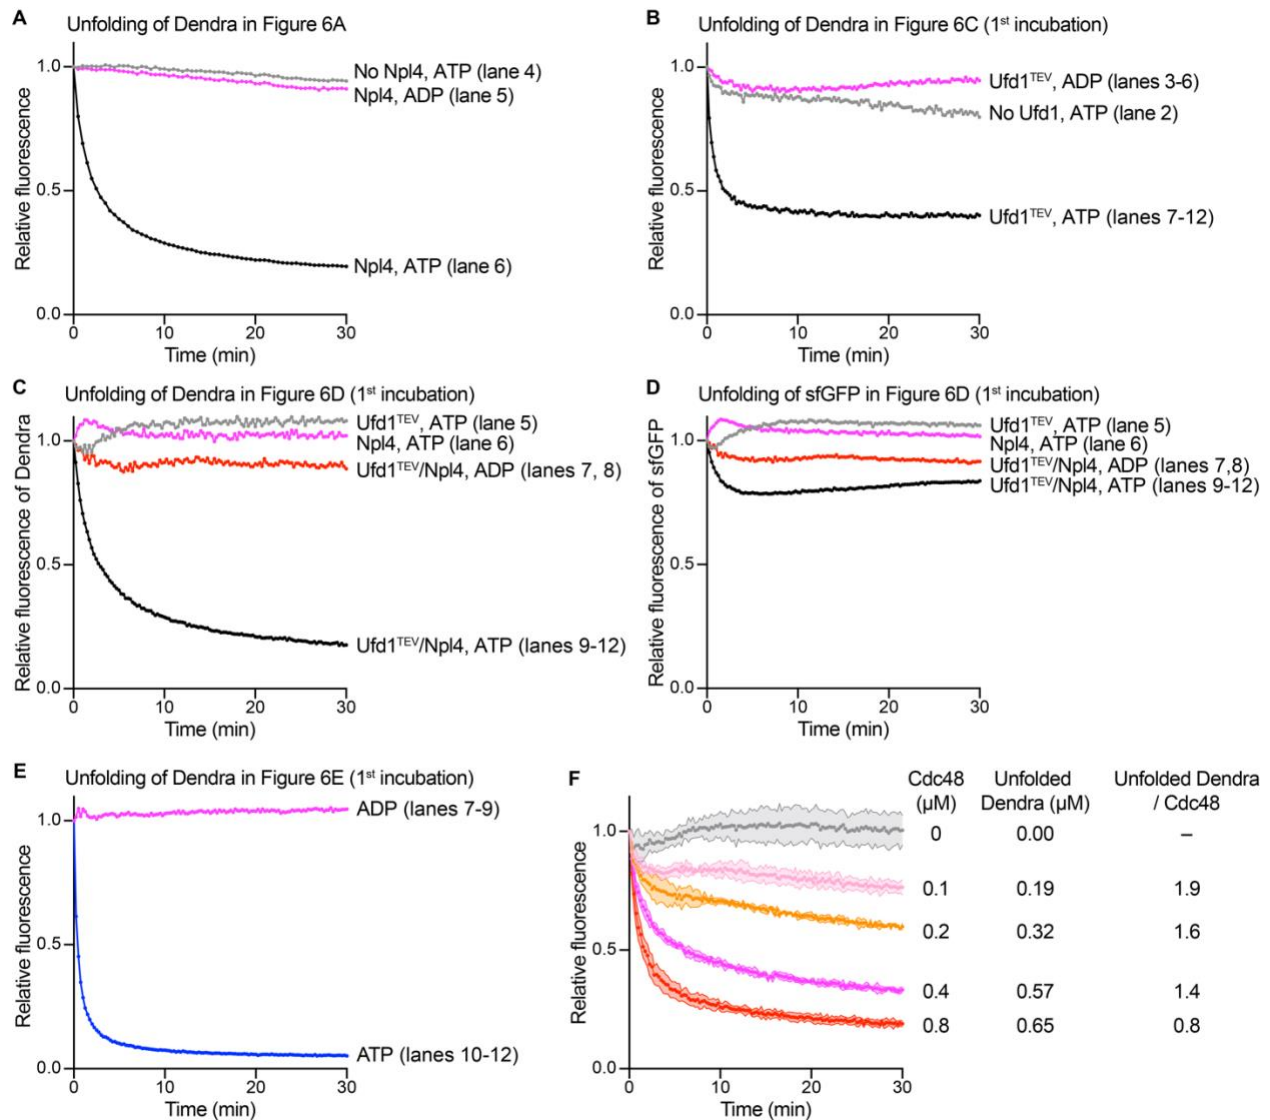 A Unfolding of Dendra in Figure 6A
Relative fluorescence
1.0
0.5
0.0
No Npl4, ATP (lane 4)
Npl4, ADP (lane 5)
Npl4, ATP (lane 6)
0 10 20 30
Time (min)
B Unfolding of Dendra in Figure 6C (1st incubation)
Relative fluorescence
1.0
0.5
0.0
Ufd1TEV, ADP (lanes 3-6)
No Ufd1, ATP (lane 2)
Ufd1TEV, ATP (lanes 7-12)
0 10 20 30
Time (min)
C Unfolding of Dendra in Figure 6D (1st incubation)
Relative fluorescence of Dendra
1.0
0.5
0.0
Ufd1TEV, ATP (lane 5)
Npl4, ATP (lane 6)
Ufd1TEV/Npl4, ADP (lanes 7, 8)
Ufd1TEV/Npl4, ATP (lanes 9-12)
0 10 20 30
Time (min)
D Unfolding of sfGFP in Figure 6D (1st incubation)
Relative fluorescence of sfGFP
1.0
0.5
0.0
Ufd1TEV, ATP (lane 5)
Npl4, ATP (lane 6)
Ufd1TEV/Npl4, ADP (lanes 7,8)
Ufd1TEV/Npl4, ATP (lanes 9-12)
0 10 20 30
Time (min)
E Unfolding of Dendra in Figure 6E (1st incubation)
Relative fluorescence
1.0
0.5
0.0
ADP (lanes 7-9)
ATP (lanes 10-12)
0 10 20 30
Time (min)
F
Relative fluorescence
1.0
0.5
0.0
0 10 20 30
Time (min)
Cdc48 Unfolded Unfolded Dendra
(µM) Dendra (µM) / Cdc48
0 0.00 –
0.1 0.19 1.9
0.2 0.32 1.6
0.4 0.57 1.4
0.8 0.65 0.8